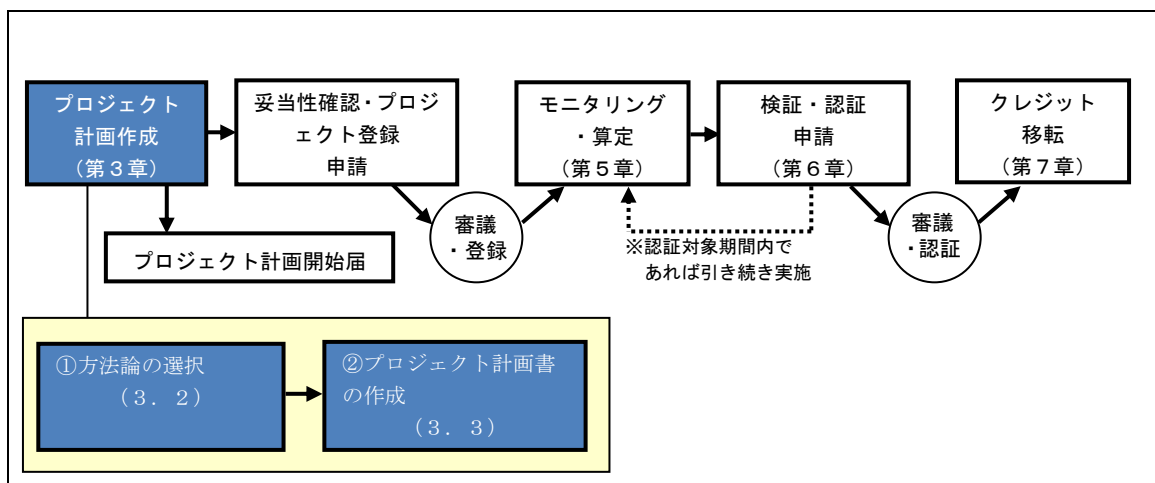 プロジェクト
計画作成
(第3章)
妥当性確認・プロジ
ェクト登録
申請
モニタリング
・算定
(第5章)
検証・認証
申請
(第6章)
クレジット
移転
(第7章)
審議
・登録
審議
・認証
プロジェクト計画開始届
※認証対象期間内で
あれば引き続き実施
①方法論の選択
(3.2)
②プロジェクト計画書
の作成
(3.3)